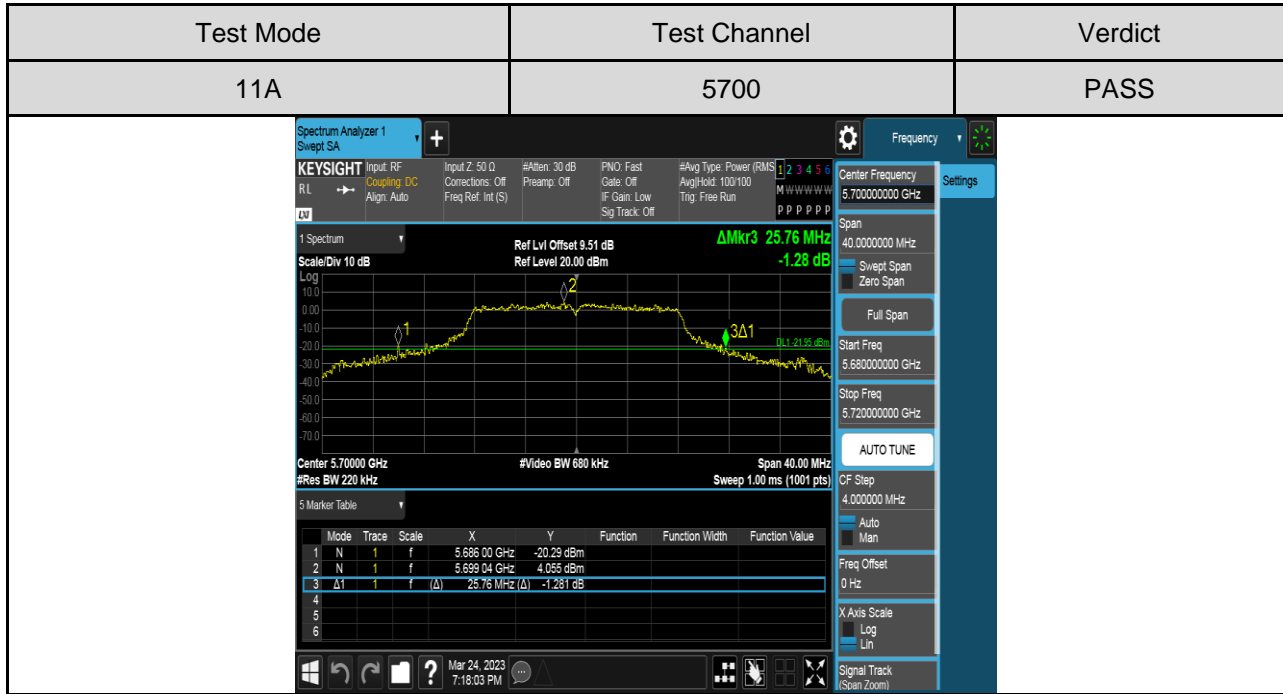 Test Mode Test Channel Verdict
11A 5700 PASS
Spectrum Analyzer 1
Swept SA
+
Frequency
KEYSIGHT Input: RF Input Z: 50 Ω #Atten: 30 dB PNO: Fast #Avg Type: Power (RMS 1 2 3 4 5 6
RL Coupling: DC Corrections: Off Preamp: Off Gate: Off Avg|Hold: 100/100 M W W W W W
Align: Auto Freq Ref: Int (S) IF Gain: Low Trig: Free Run
LXI Sig Track: Off P P P P P P
1 Spectrum
Scale/Div 10 dB
Ref Lvl Offset 9.51 dB
Ref Level 20.00 dBm
ΔMkr3 25.76 MHz
-1.28 dB
Log
10.0
0.00
-10.0
-20.0
-30.0
-40.0
-50.0
-60.0
-70.0
1
2
3Δ1
DL1 -21.95 dBm
Center 5.70000 GHz #Video BW 680 kHz Span 40.00 MHz
#Res BW 220 kHz Sweep 1.00 ms (1001 pts)
5 Marker Table
Mode Trace Scale X Y Function Function Width Function Value
1 N 1 f 5.686 00 GHz -20.29 dBm
2 N 1 f 5.699 04 GHz 4.055 dBm
3 Δ1 1 f (Δ) 25.76 MHz (Δ) -1.281 dB
4
5
6
?
Mar 24, 2023
7:18:03 PM
Center Frequency
5.700000000 GHz
Settings
Span
40.0000000 MHz
Swept Span
Zero Span
Full Span
Start Freq
5.680000000 GHz
Stop Freq
5.720000000 GHz
AUTO TUNE
CF Step
4.000000 MHz
Auto
Man
Freq Offset
0 Hz
X Axis Scale
Log
Lin
Signal Track
(Span Zoom)